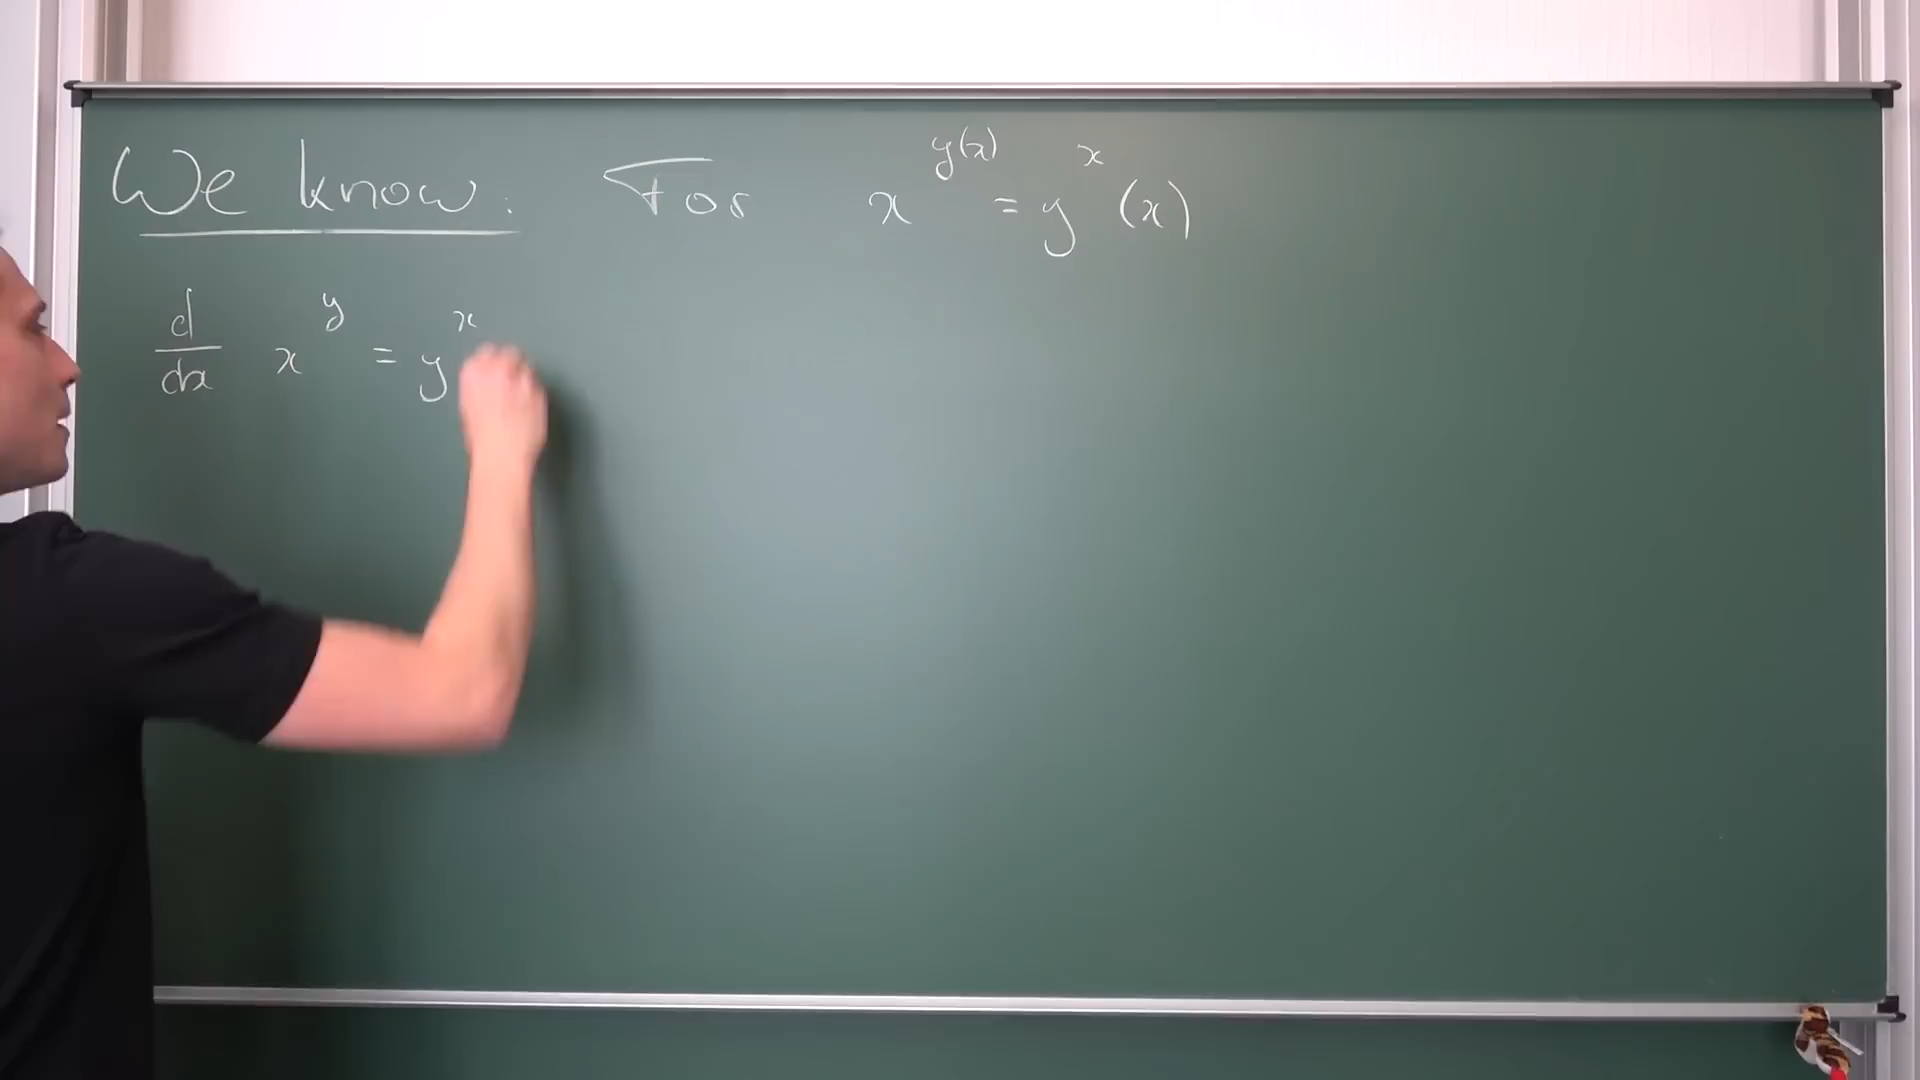 We know: For x^{y(x)} = y^x(x)
d/dx x^y = y^x